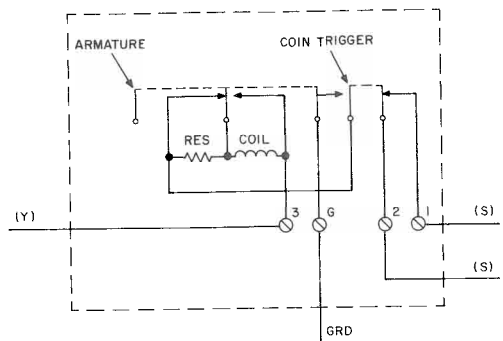 ARMATURE
COIN TRIGGER
RES
COIL
(Y)
3
G
2
1
(S)
(S)
GRD